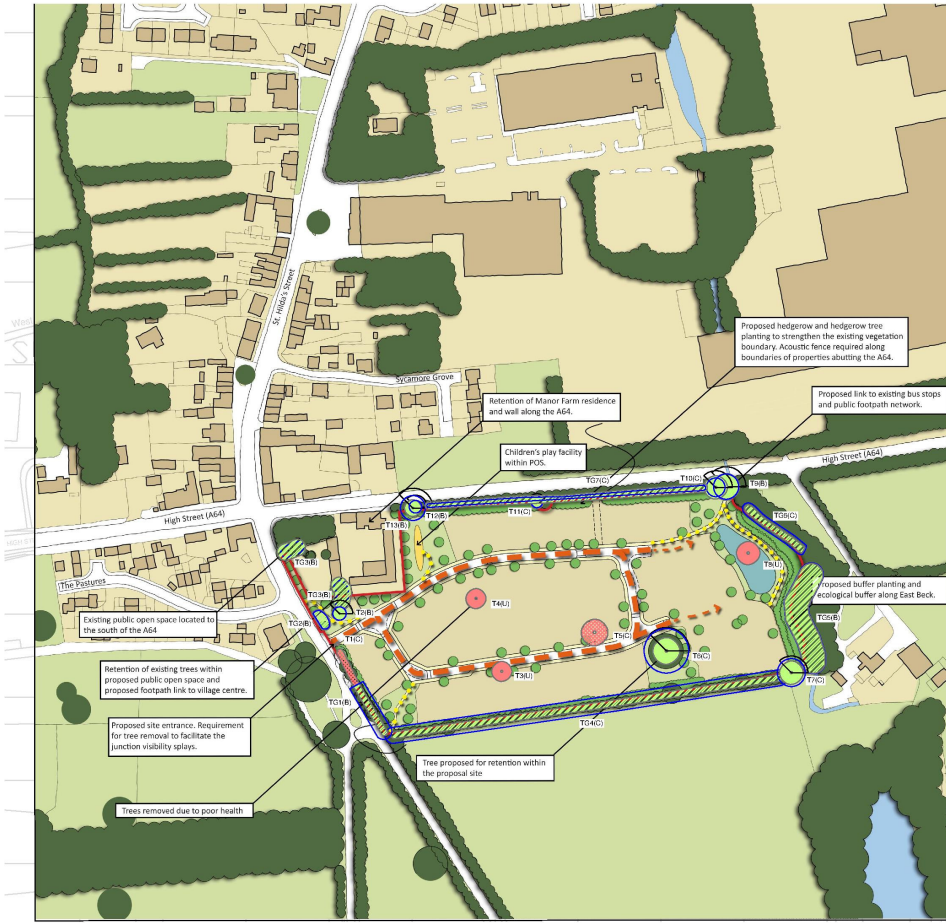 St. Hilda's Street
Sycamore Grove
Proposed hedgerow and hedgerow tree
planting to strengthen the existing vegetation
boundary. Acoustic fence required along
boundaries of properties abutting the A64.
Retention of Manor Farm residence
and wall along the A64.
Proposed link to existing bus stops
and public footpath network.
Children's play facility
within POS.
High Street (A64)
High Street (A64)
TG7(C)
T10(C)
T9(B)
T11(C)
T12(B)
T13(B)
TG6(C)
TG3(B)
The Pastures
T8(U)
TG3(B)
T2(B)
T4(U)
Proposed buffer planting and
ecological buffer along East Beck.
Existing public open space located to
the south of the A64
TG2(B)
T1(C)
T5(C)
TG5(B)
T6(C)
Retention of existing trees within
proposed public open space and
proposed footpath link to village centre.
T3(U)
T7(C)
TG1(B)
Proposed site entrance. Requirement
for tree removal to facilitate the
junction visibility splays.
TG4(C)
Tree proposed for retention within
the proposal site
Trees removed due to poor health